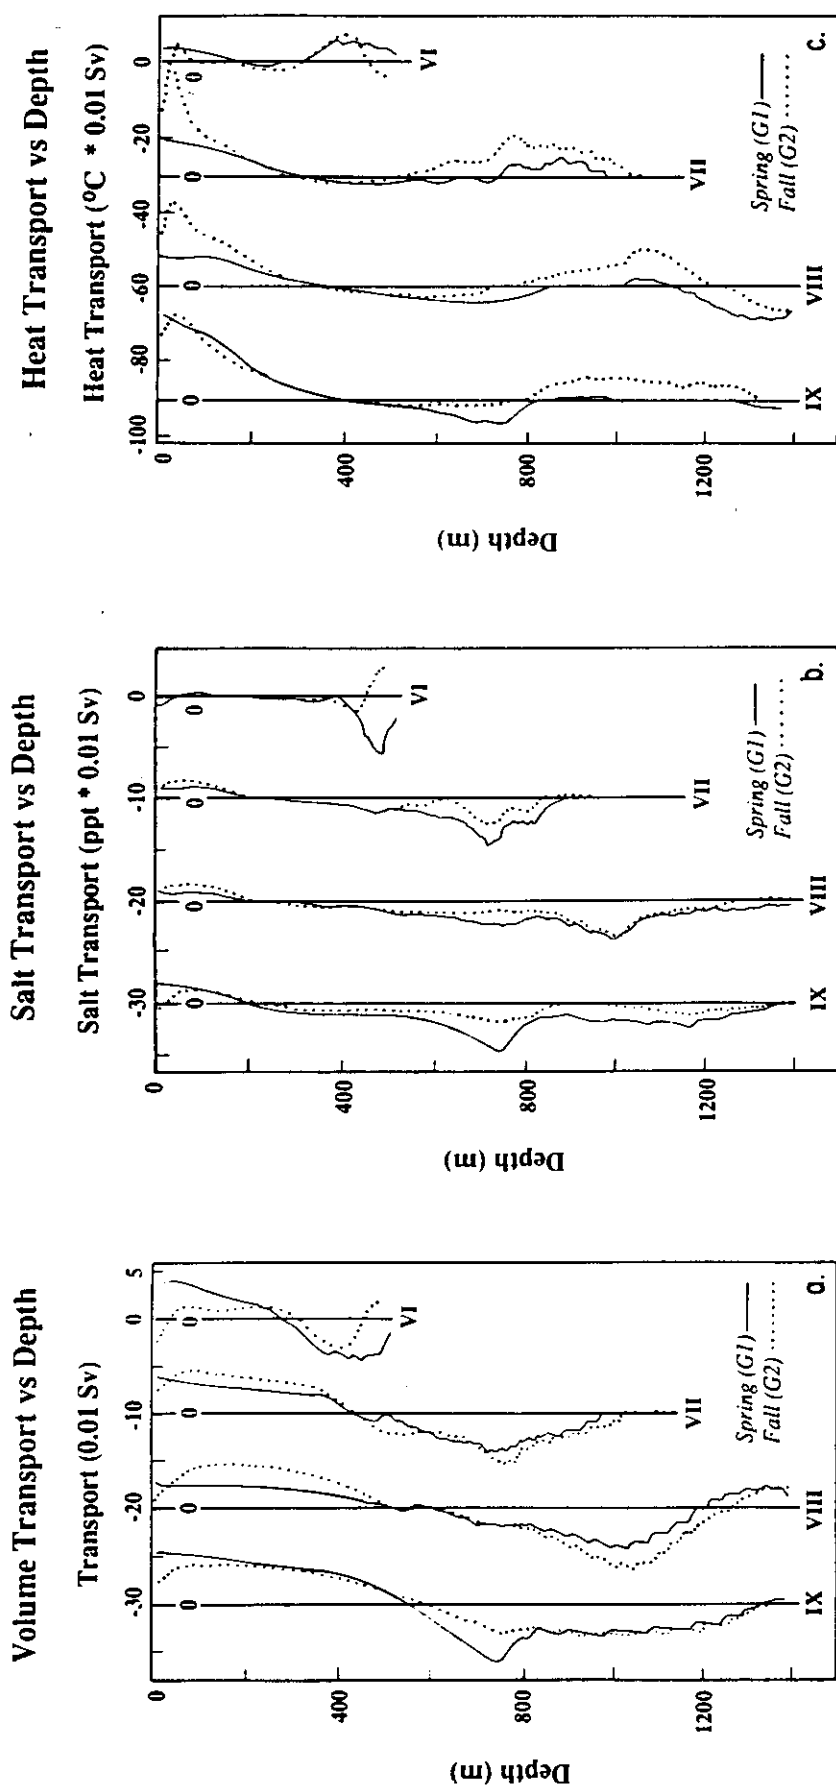 Volume Transport vs Depth
Transport (0.01 Sv)
-30
-20
-10
0
5
0
400
800
1200
Depth (m)
0
0
0
0
IX
VIII
VII
VI
Spring (G1)
Fall (G2)
a.
Salt Transport vs Depth
Salt Transport (ppt * 0.01 Sv)
-30
-20
-10
0
0
400
800
1200
Depth (m)
0
0
0
0
IX
VIII
VII
VI
Spring (G1)
Fall (G2)
b.
Heat Transport vs Depth
Heat Transport (°C * 0.01 Sv)
-100
-80
-60
-40
-20
0
0
400
800
1200
Depth (m)
0
0
0
0
IX
VIII
VII
VI
Spring (G1)
Fall (G2)
c.